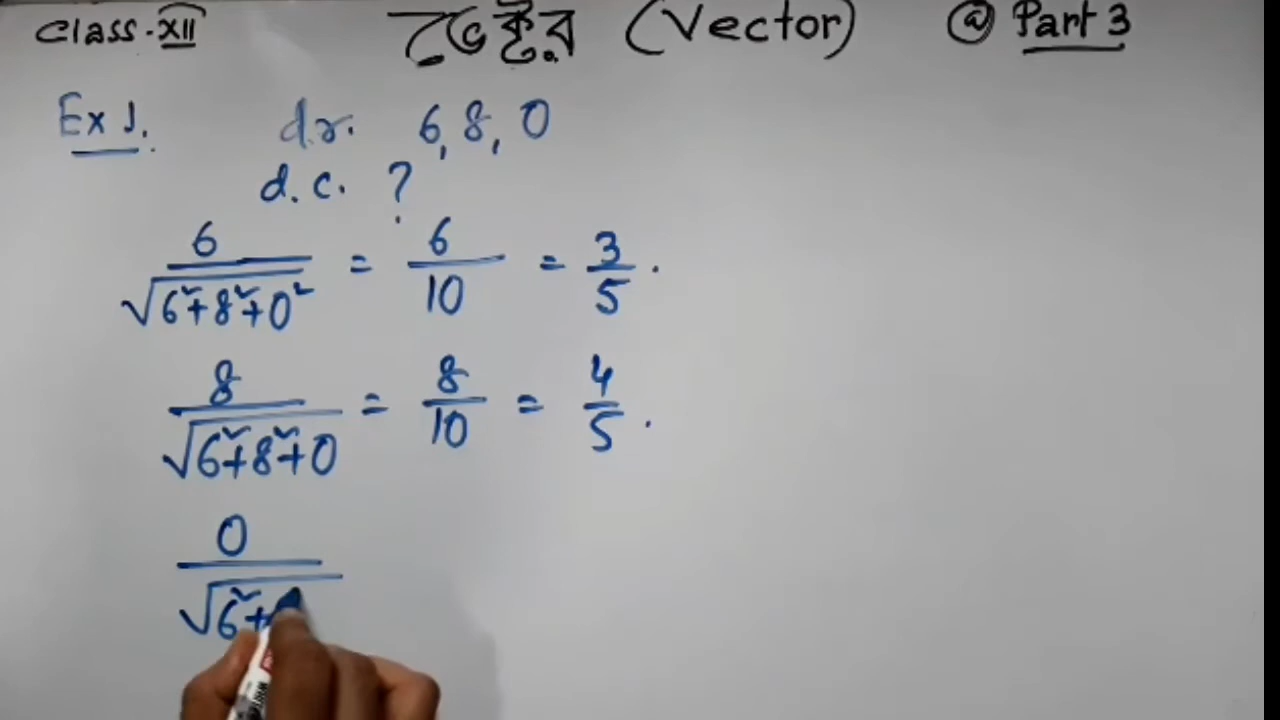 Class-XII ভেক্টর (Vector) @ Part 3
Ex 1. d.r. 6, 8, 0
d.c. ?
6/√(6²+8²+0²) = 6/10 = 3/5.
8/√(6²+8²+0) = 8/10 = 4/5.
0/√(6²+